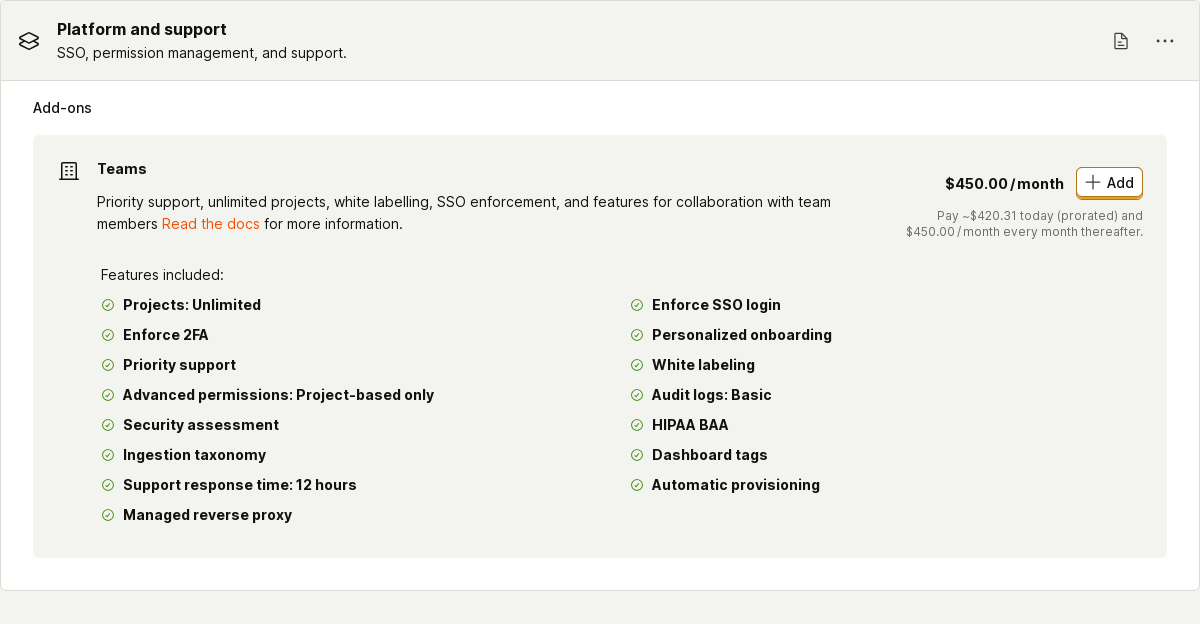 Platform and support
SSO, permission management, and support.
Add-ons
Teams
Priority support, unlimited projects, white labelling, SSO enforcement, and features for collaboration with team
members Read the docs for more information.
$450.00/month
Add
Pay ~$420.31 today (prorated) and
$450.00/month every month thereafter.
Features included:
Projects: Unlimited
Enforce 2FA
Priority support
Advanced permissions: Project-based only
Security assessment
Ingestion taxonomy
Support response time: 12 hours
Managed reverse proxy
Enforce SSO login
Personalized onboarding
White labeling
Audit logs: Basic
HIPAA BAA
Dashboard tags
Automatic provisioning